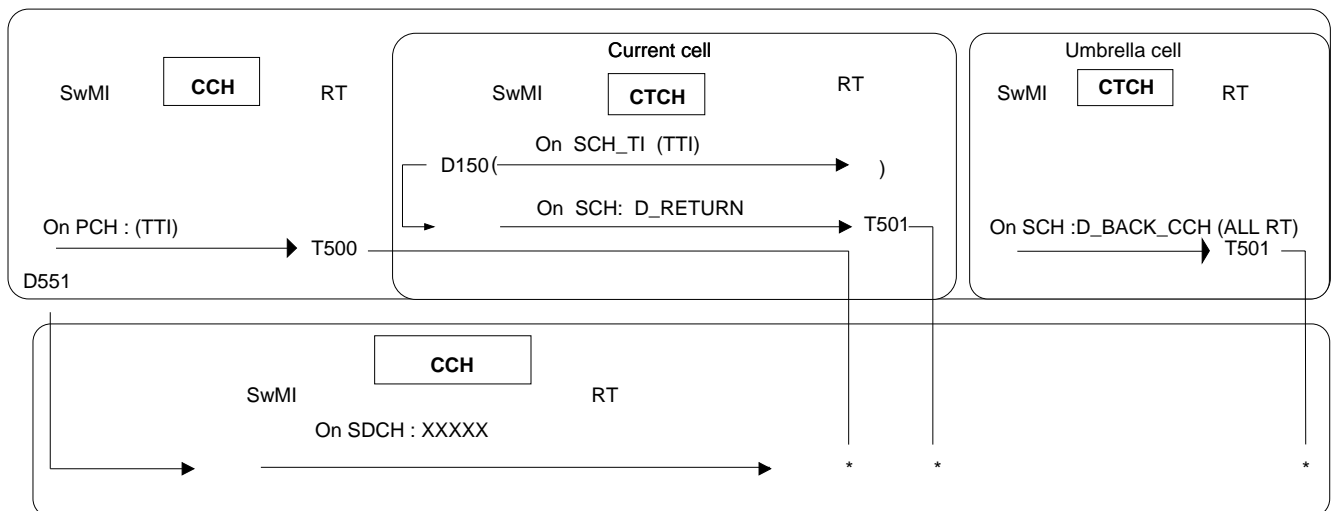 Current cell
Umbrella cell
SwMI
CCH
RT
SwMI
CTCH
RT
SwMI
CTCH
RT
On SCH_TI (TTI)
D150(
)
On SCH: D_RETURN
T501
On PCH : (TTI)
T500
On SCH :D_BACK_CCH (ALL RT)
T501
D551
CCH
SwMI
RT
On SDCH : XXXXX
* * *